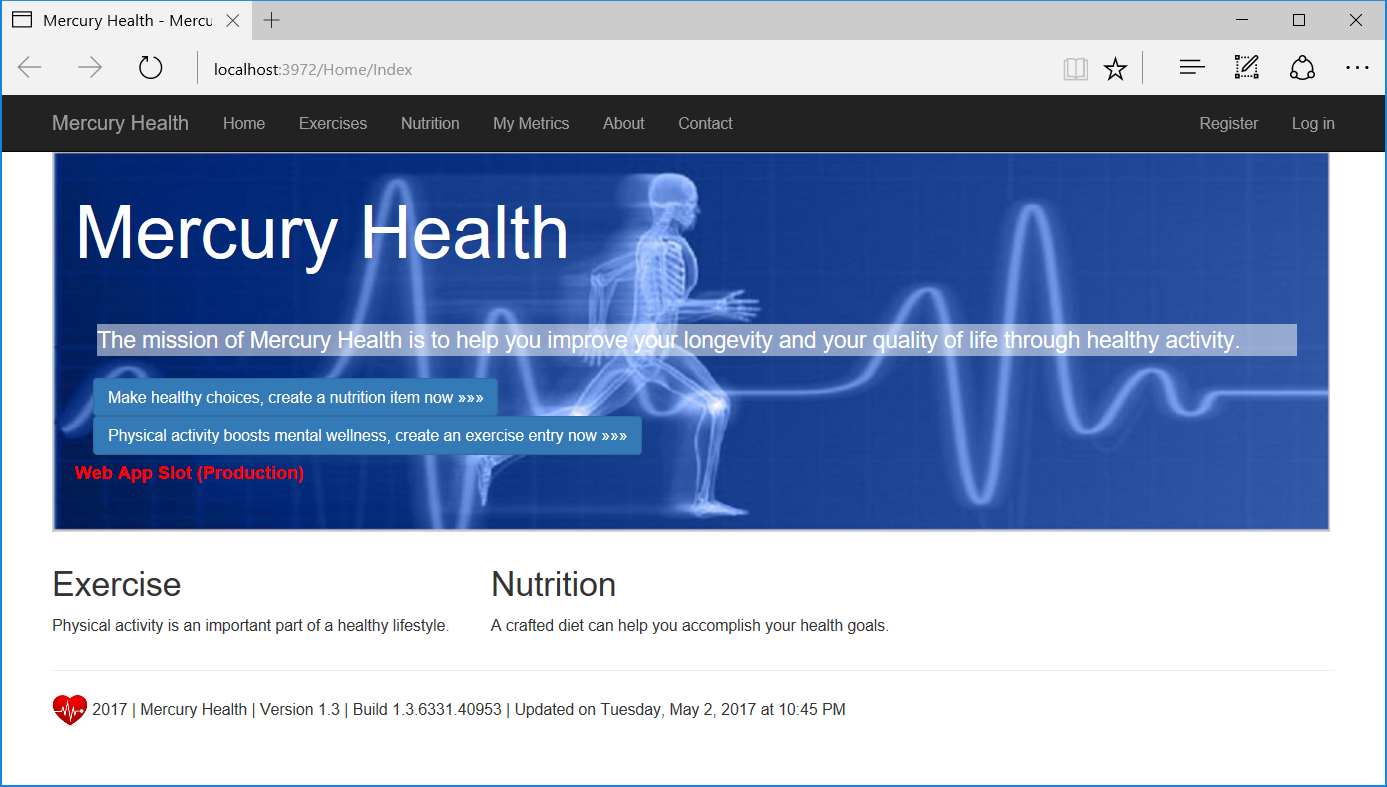 Mercury Health - Mercu
localhost:3972/Home/Index
Mercury Health Home Exercises Nutrition My Metrics About Contact Register Log in
Mercury Health
The mission of Mercury Health is to help you improve your longevity and your quality of life through healthy activity.
Make healthy choices, create a nutrition item now »»»
Physical activity boosts mental wellness, create an exercise entry now »»»
Web App Slot (Production)
Exercise
Physical activity is an important part of a healthy lifestyle.
Nutrition
A crafted diet can help you accomplish your health goals.
2017 | Mercury Health | Version 1.3 | Build 1.3.6331.40953 | Updated on Tuesday, May 2, 2017 at 10:45 PM